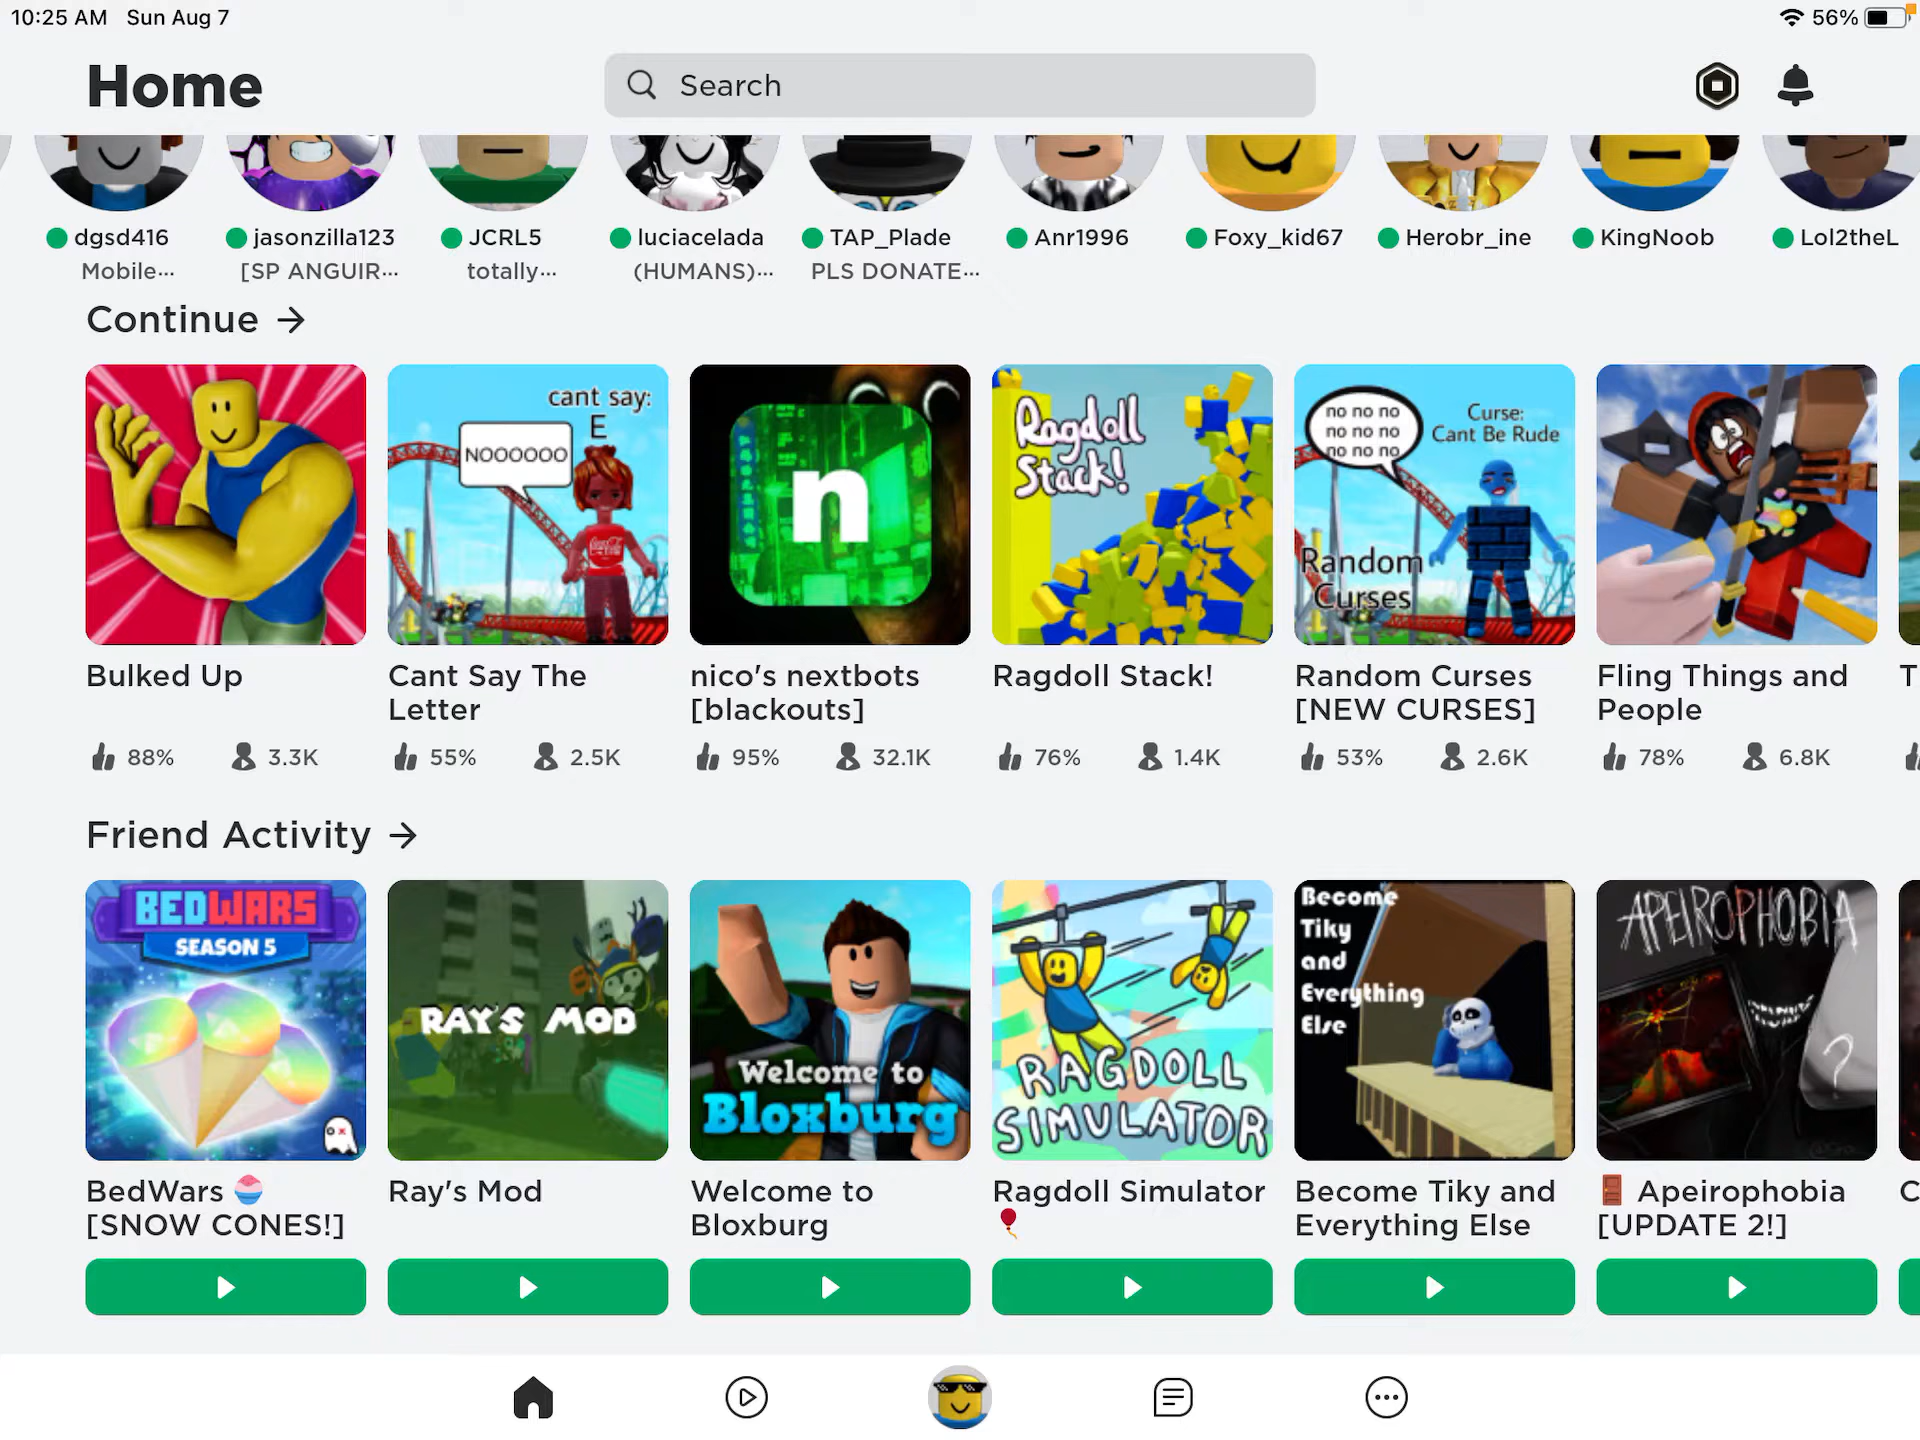 10:25 AM Sun Aug 7
56%
Home
Search
dgsd416
jasonzilla123
JCRL5
luciacelada
TAP_Plade
Anr1996
Foxy_kid67
Herobr_ine
KingNoob
Lol2theL
Mobile...
[SP ANGUIR...
totally...
(HUMANS)...
PLS DONATE...
Continue
cant say:
E
NOOOOOO
n
Ragdoll
Stack!
no no no
no no no
no no no
Curse:
Cant Be Rude
Random
Curses
Bulked Up
Cant Say The
Letter
nico's nextbots
[blackouts]
Ragdoll Stack!
Random Curses
[NEW CURSES]
Fling Things and
People
T
88% 3.3K
55% 2.5K
95% 32.1K
76% 1.4K
53% 2.6K
78% 6.8K
Friend Activity
BEDWARS
SEASON 5
RAY'S MOD
Welcome to
Bloxburg
RAGDOLL
SIMULATOR
Become
Tiky
and
Everything
Else
APEIROPHOBIA
?
BedWars
[SNOW CONES!]
Ray's Mod
Welcome to
Bloxburg
Ragdoll Simulator
Become Tiky and
Everything Else
Apeirophobia
[UPDATE 2!]
C